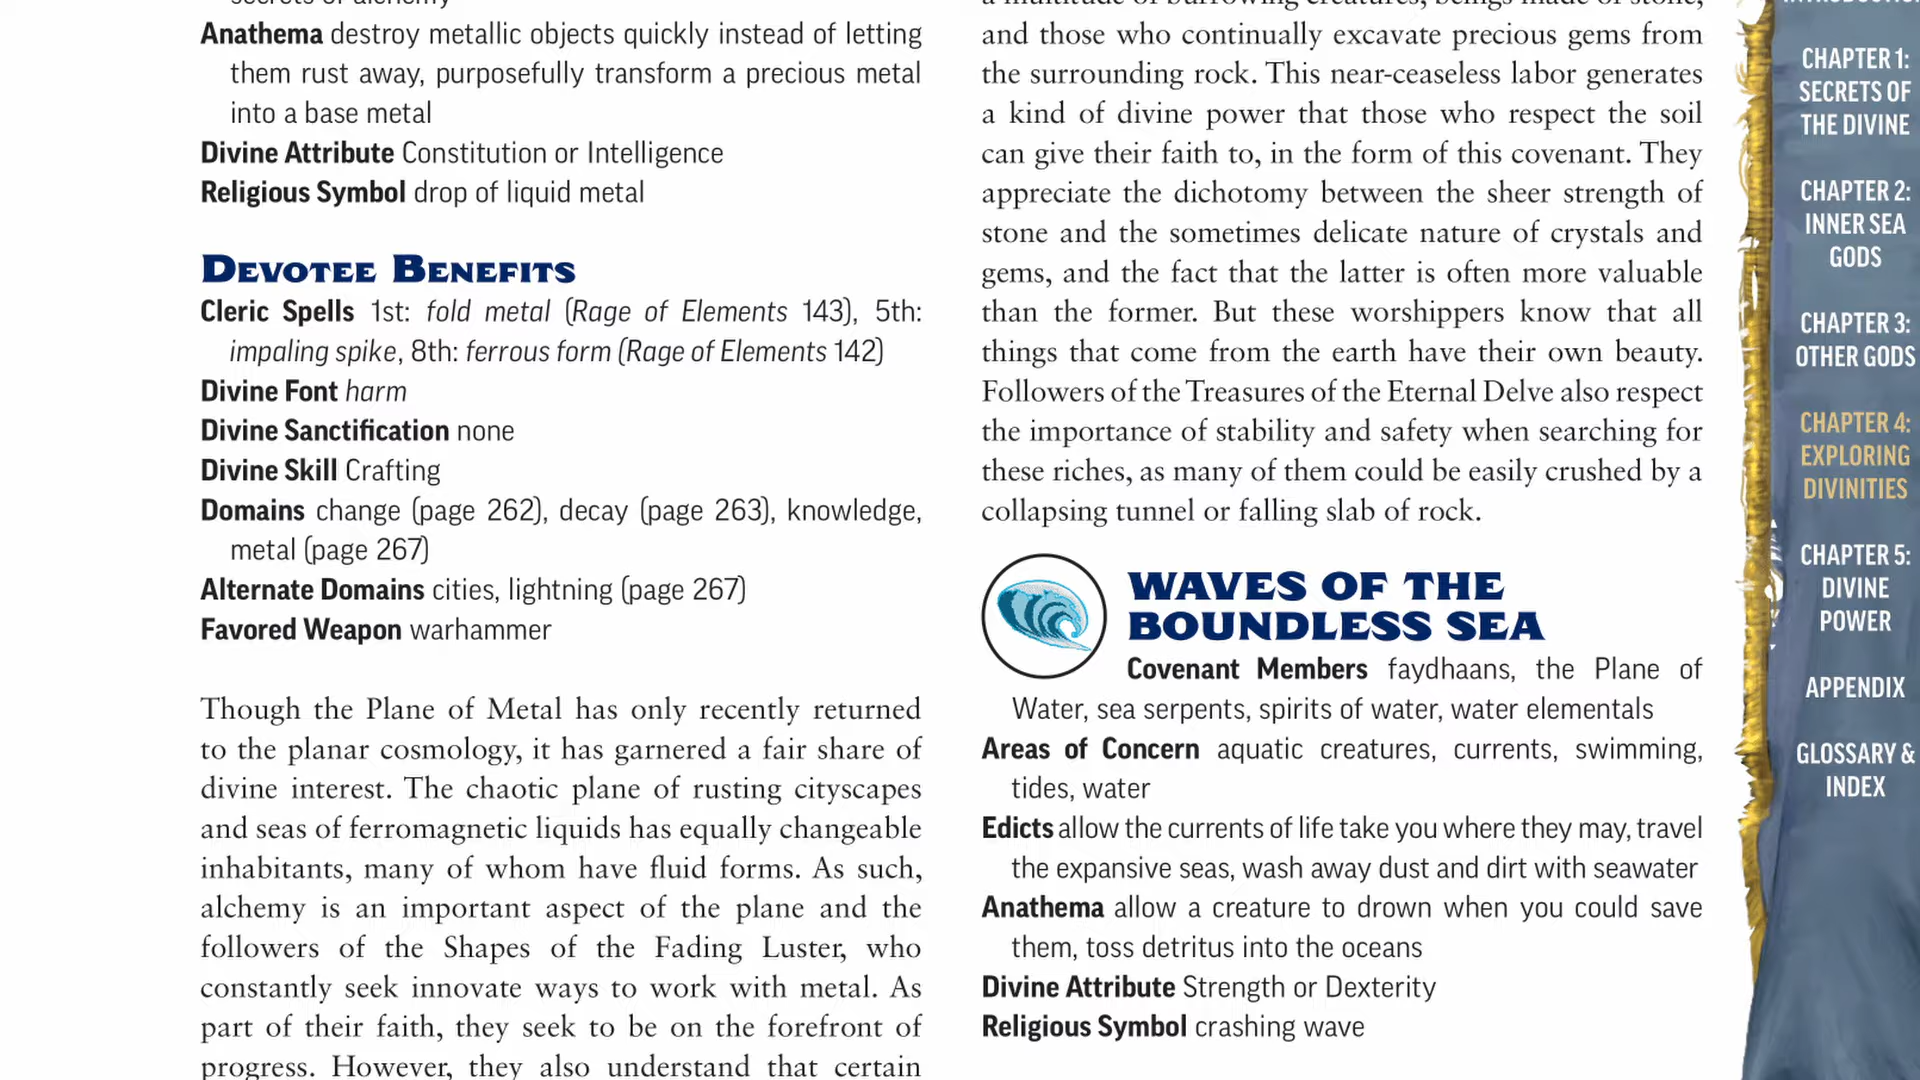 secrets of alchemy
Anathema destroy metallic objects quickly instead of letting
them rust away, purposefully transform a precious metal
into a base metal
Divine Attribute Constitution or Intelligence
Religious Symbol drop of liquid metal
DEVOTEE BENEFITS
Cleric Spells 1st: fold metal (Rage of Elements 143), 5th:
impaling spike, 8th: ferrous form (Rage of Elements 142)
Divine Font harm
Divine Sanctification none
Divine Skill Crafting
Domains change (page 262), decay (page 263), knowledge,
metal (page 267)
Alternate Domains cities, lightning (page 267)
Favored Weapon warhammer
Though the Plane of Metal has only recently returned
to the planar cosmology, it has garnered a fair share of
divine interest. The chaotic plane of rusting cityscapes
and seas of ferromagnetic liquids has equally changeable
inhabitants, many of whom have fluid forms. As such,
alchemy is an important aspect of the plane and the
followers of the Shapes of the Fading Luster, who
constantly seek innovate ways to work with metal. As
part of their faith, they seek to be on the forefront of
progress. However, they also understand that certain
a multitude of burrowing creatures, beings made of stone,
and those who continually excavate precious gems from
the surrounding rock. This near-ceaseless labor generates
a kind of divine power that those who respect the soil
can give their faith to, in the form of this covenant. They
appreciate the dichotomy between the sheer strength of
stone and the sometimes delicate nature of crystals and
gems, and the fact that the latter is often more valuable
than the former. But these worshippers know that all
things that come from the earth have their own beauty.
Followers of the Treasures of the Eternal Delve also respect
the importance of stability and safety when searching for
these riches, as many of them could be easily crushed by a
collapsing tunnel or falling slab of rock.
WAVES OF THE
BOUNDLESS SEA
Covenant Members faydhaans, the Plane of
Water, sea serpents, spirits of water, water elementals
Areas of Concern aquatic creatures, currents, swimming,
tides, water
Edicts allow the currents of life take you where they may, travel
the expansive seas, wash away dust and dirt with seawater
Anathema allow a creature to drown when you could save
them, toss detritus into the oceans
Divine Attribute Strength or Dexterity
Religious Symbol crashing wave
CHAPTER 1:
SECRETS OF
THE DIVINE
CHAPTER 2:
INNER SEA
GODS
CHAPTER 3:
OTHER GODS
CHAPTER 4:
EXPLORING
DIVINITIES
CHAPTER 5:
DIVINE
POWER
APPENDIX
GLOSSARY &
INDEX